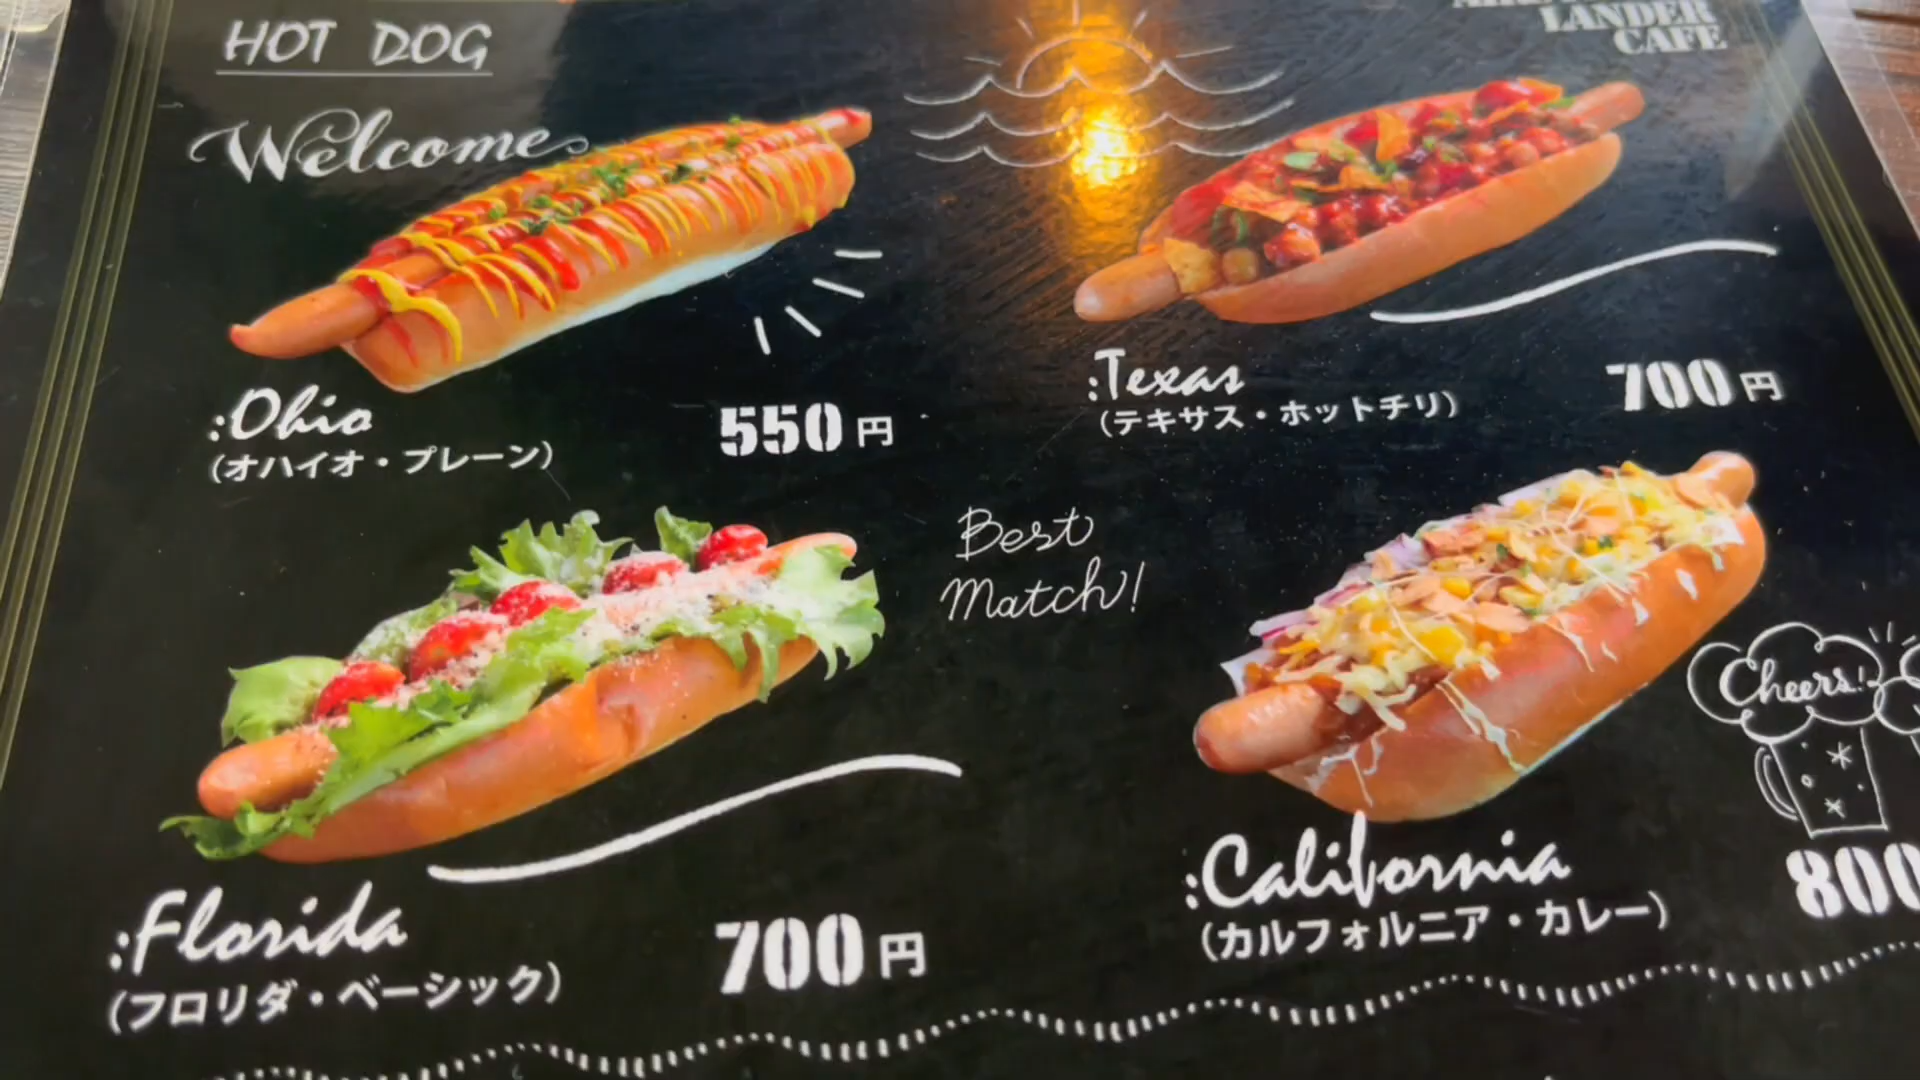 HOT DOG
LANDER
CAFE
Welcome
:Ohio
(オハイオ・プレーン)
550円
:Texas
(テキサス・ホットチリ)
700円
Best
Match!
Cheers!
:Florida
(フロリダ・ベーシック)
700円
:California
(カルフォルニア・カレー)
800